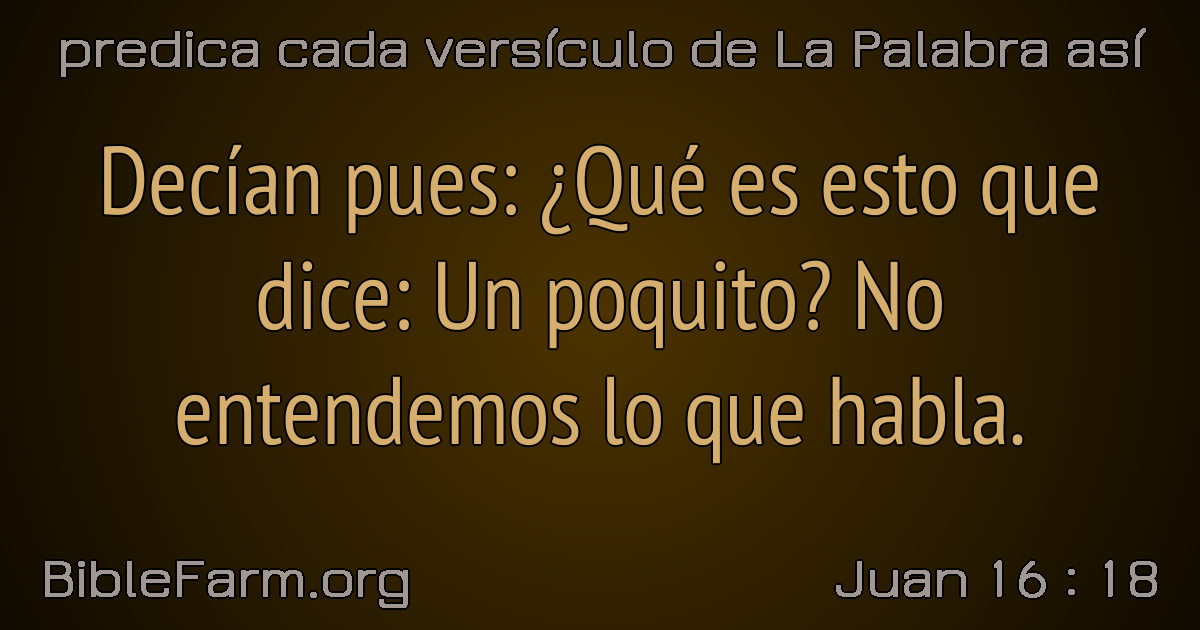 predica cada versículo de La Palabra así
Decían pues: ¿Qué es esto que
dice: Un poquito? No
entendemos lo que habla.
BibleFarm.org
Juan 16 : 18